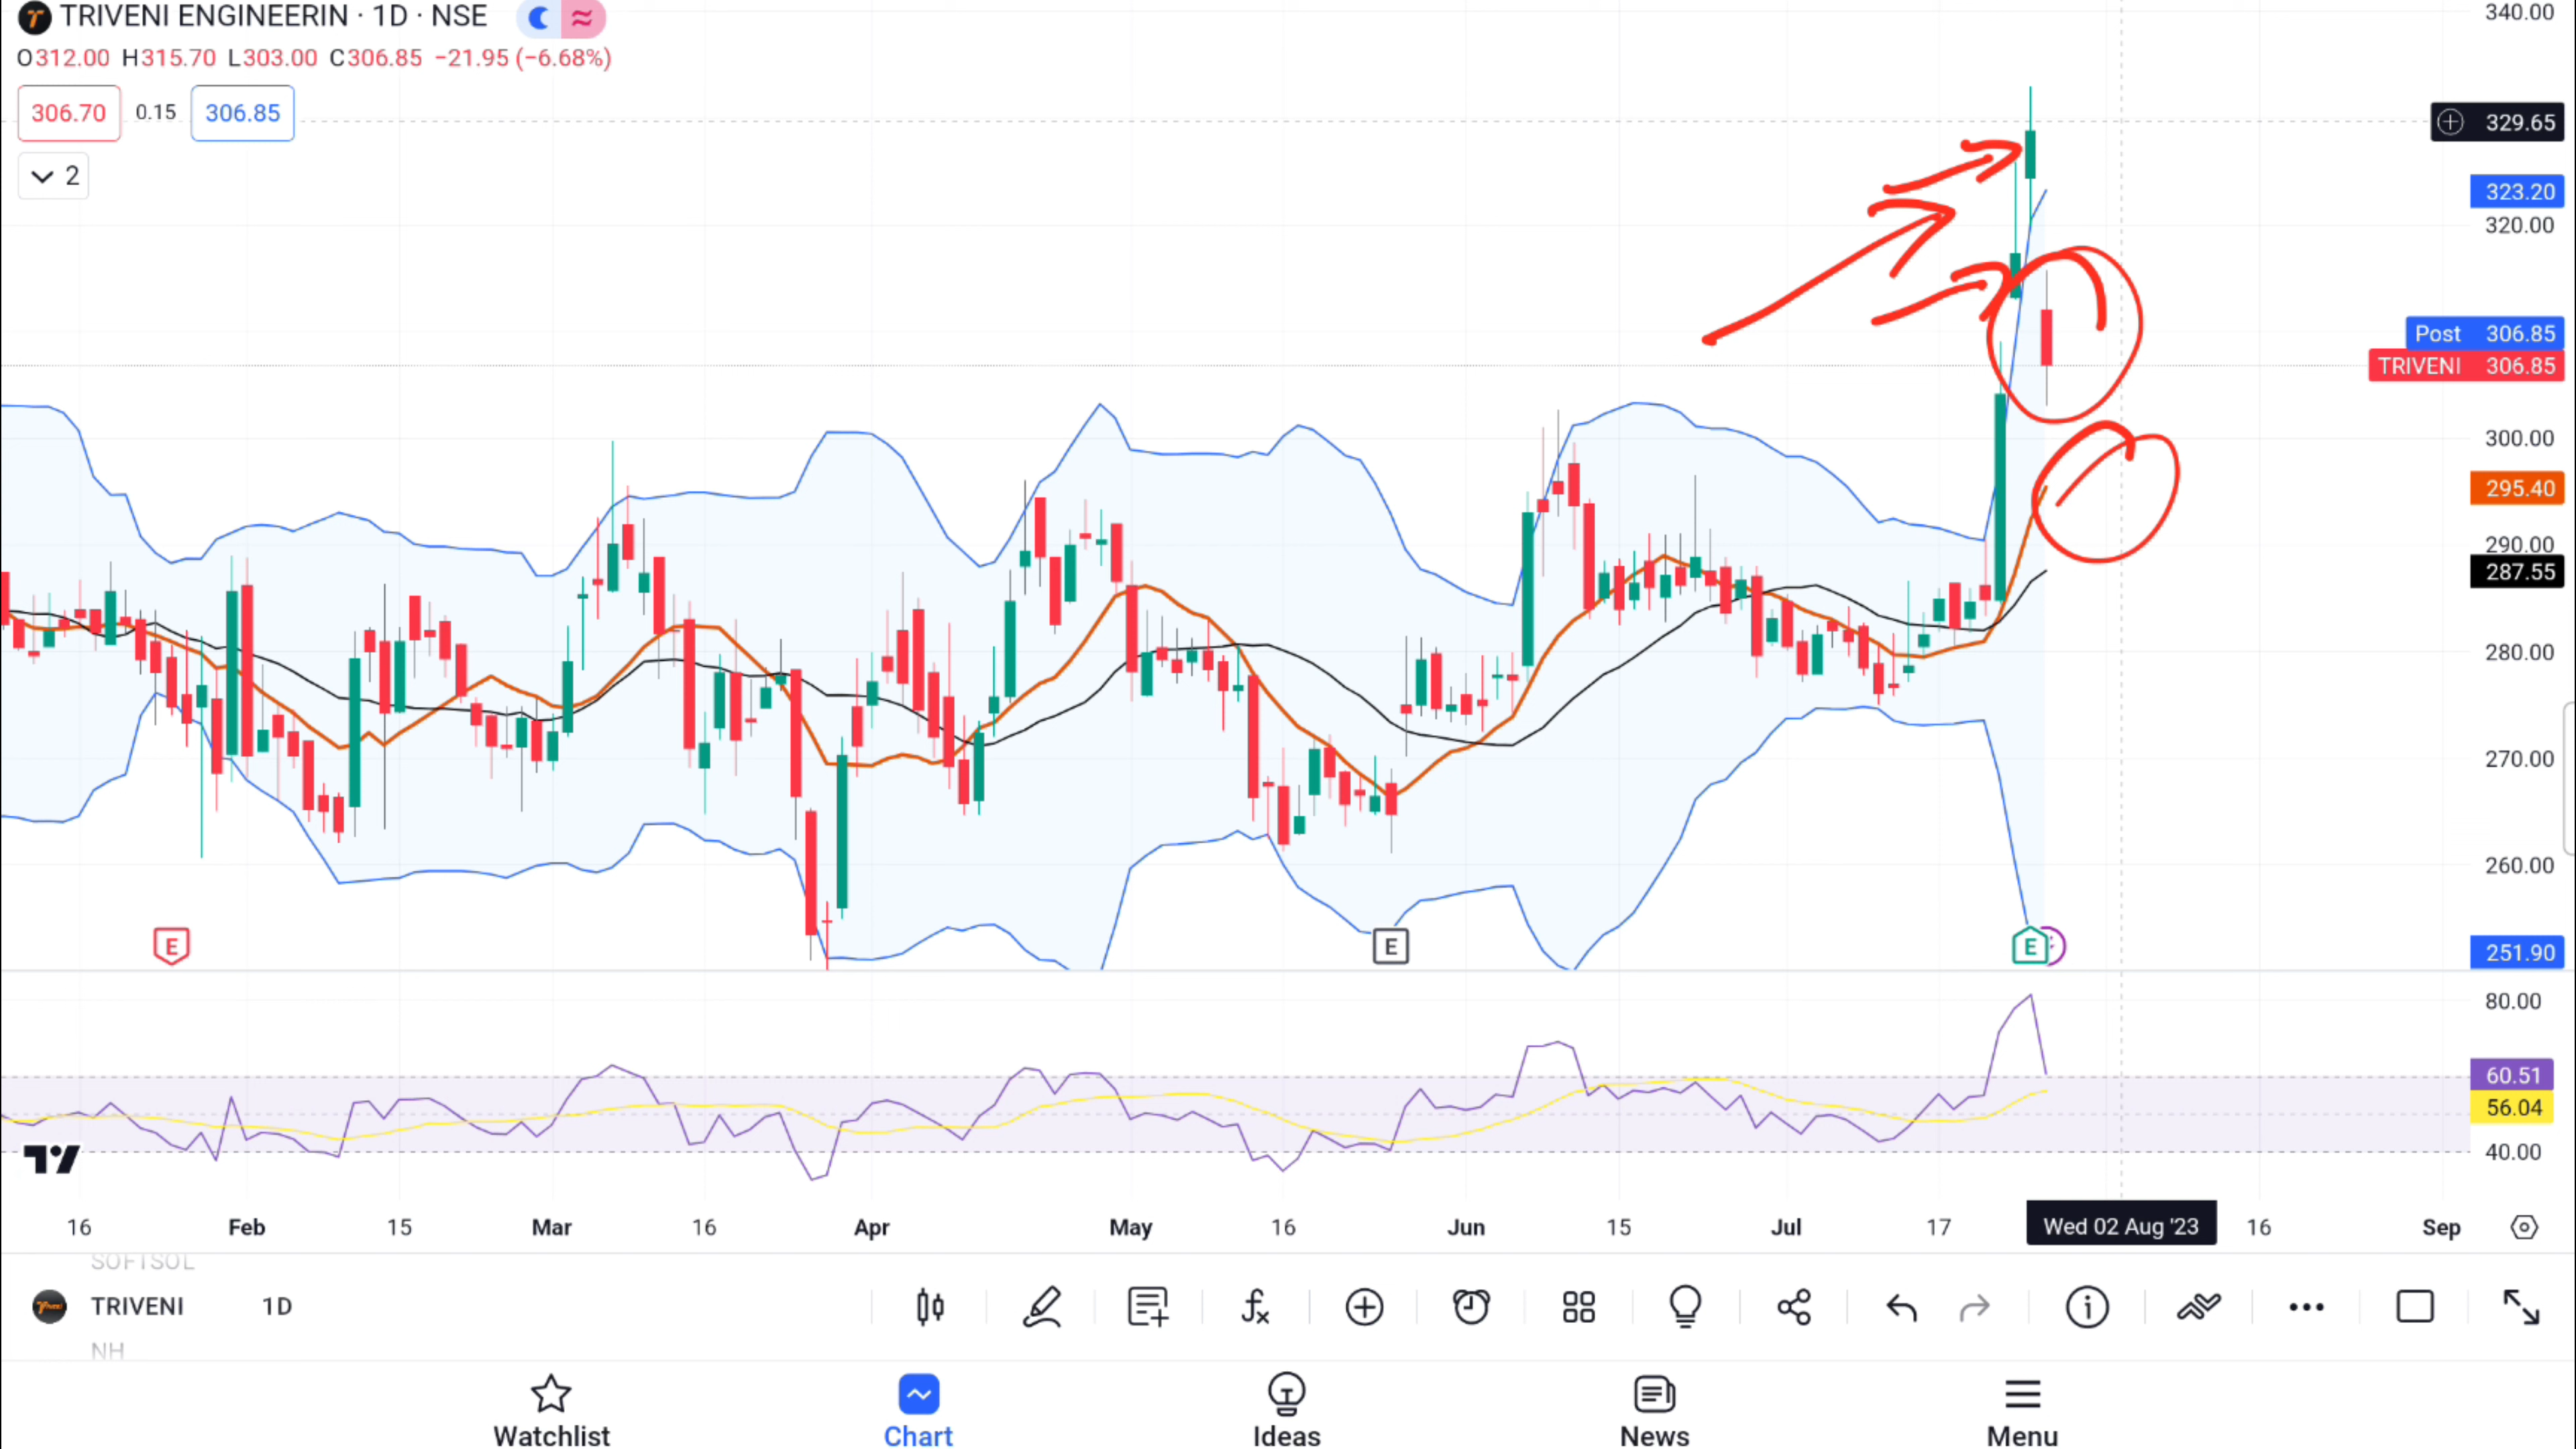 TRIVENI ENGINEERIN · 1D · NSE
O312.00 H315.70 L303.00 C306.85 −21.95 (−6.68%)
306.70 0.15 306.85
2
340.00
329.65
323.20
320.00
Post 306.85
TRIVENI 306.85
300.00
295.40
290.00
287.55
280.00
270.00
260.00
251.90
E E E
80.00
60.51
56.04
40.00
16 Feb 15 Mar 16 Apr May 16 Jun 15 Jul 17 Wed 02 Aug '23 16 Sep
SOFTSOL
TRIVENI 1D
NH
Watchlist Chart Ideas News Menu